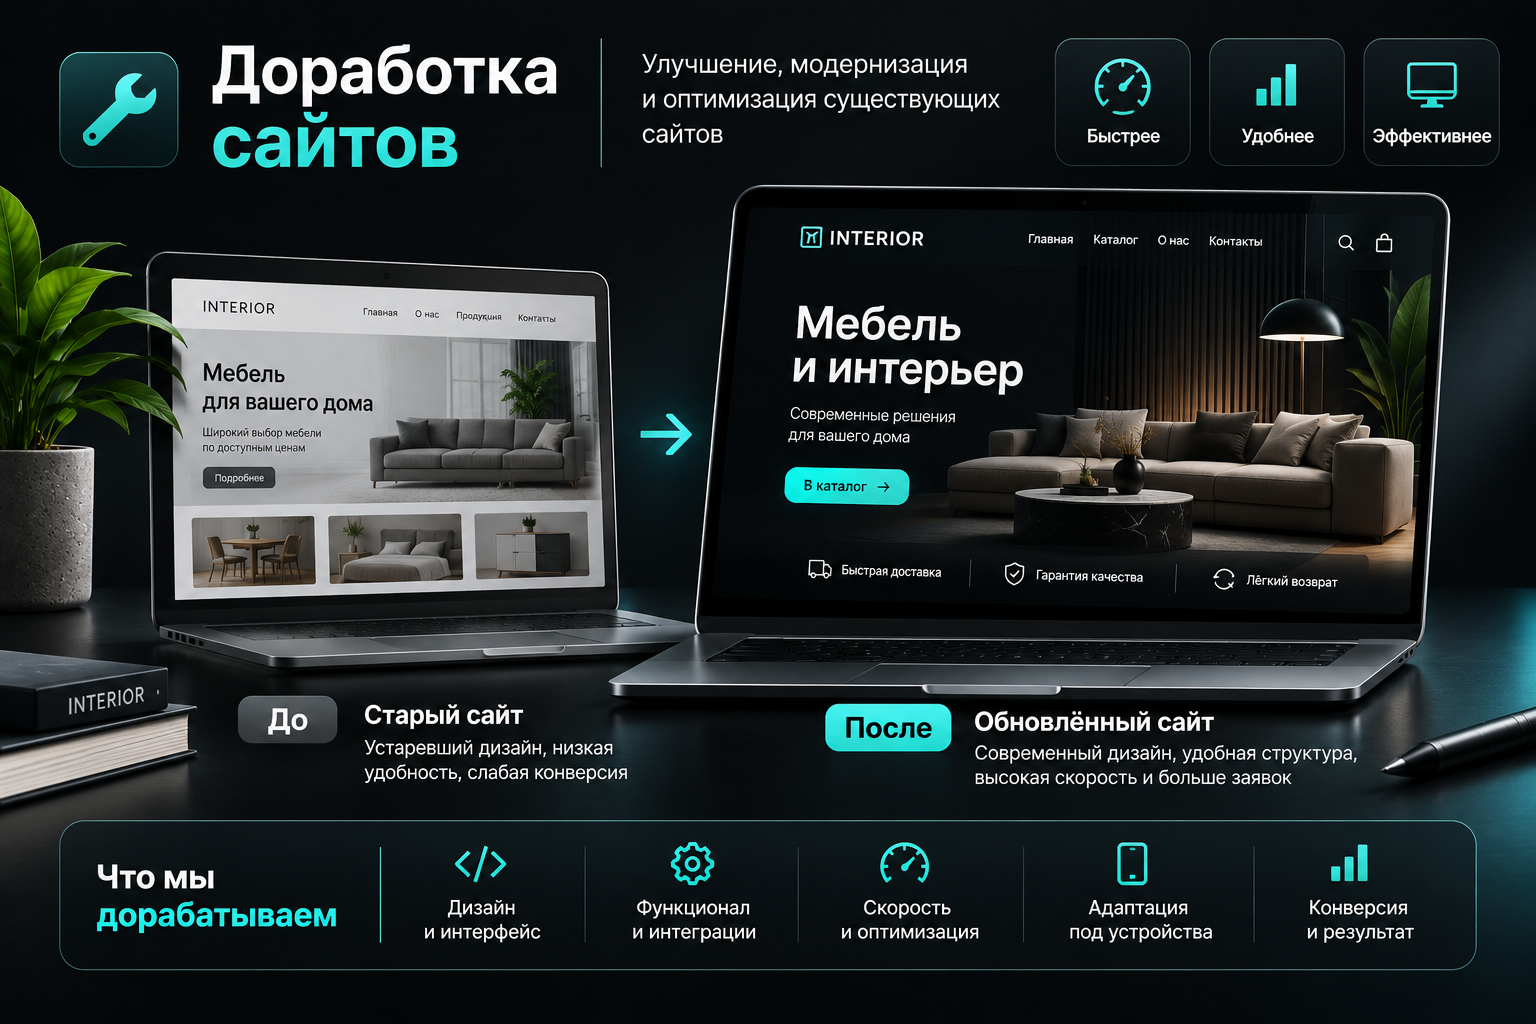 Доработка
сайтов
Улучшение, модернизация
и оптимизация существующих
сайтов
Быстрее
Удобнее
Эффективнее
INTERIOR
Главная
О нас
Продукция
Контакты
Мебель
для вашего дома
Широкий выбор мебели
по доступным ценам
Подробнее
INTERIOR
Главная
Каталог
О нас
Контакты
Мебель
и интерьер
Современные решения
для вашего дома
В каталог
Быстрая доставка
Гарантия качества
Лёгкий возврат
INTERIOR
До
Старый сайт
Устаревший дизайн, низкая
удобность, слабая конверсия
После
Обновлённый сайт
Современный дизайн, удобная структура,
высокая скорость и больше заявок
Что мы
дорабатываем
Дизайн
и интерфейс
Функционал
и интеграции
Скорость
и оптимизация
Адаптация
под устройства
Конверсия
и результат